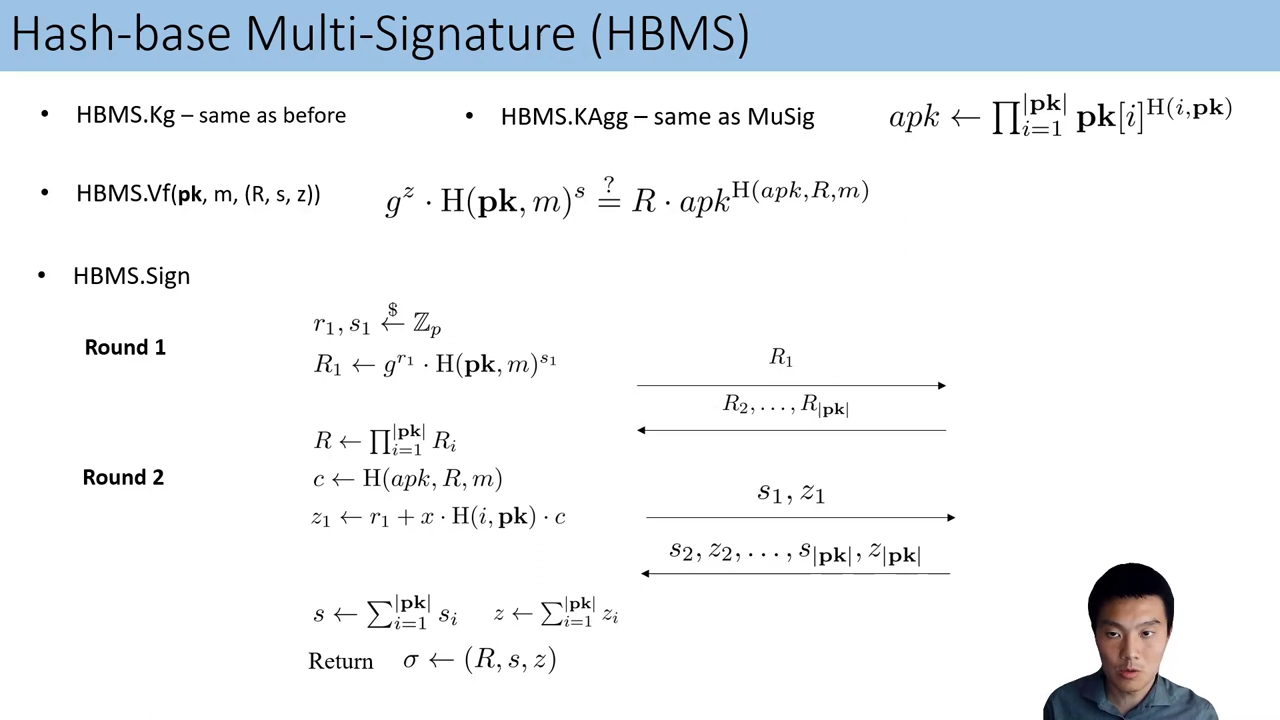 Hash-base Multi-Signature (HBMS)
• HBMS.Kg – same as before
• HBMS.KAgg – same as MuSig
apk ← ∏_{i=1}^{|pk|} pk[i]^{H(i,pk)}
• HBMS.Vf(pk, m, (R, s, z))
g^z · H(pk, m)^s ≟ R · apk^{H(apk,R,m)}
• HBMS.Sign
Round 1
r_1, s_1 ←$ ℤ_p
R_1 ← g^{r_1} · H(pk, m)^{s_1}
R_1
R_2, . . . , R_{|pk|}
Round 2
R ← ∏_{i=1}^{|pk|} R_i
c ← H(apk, R, m)
z_1 ← r_1 + x · H(i, pk) · c
s_1, z_1
s_2, z_2, . . . , s_{|pk|}, z_{|pk|}
s ← ∑_{i=1}^{|pk|} s_i z ← ∑_{i=1}^{|pk|} z_i
Return σ ← (R, s, z)